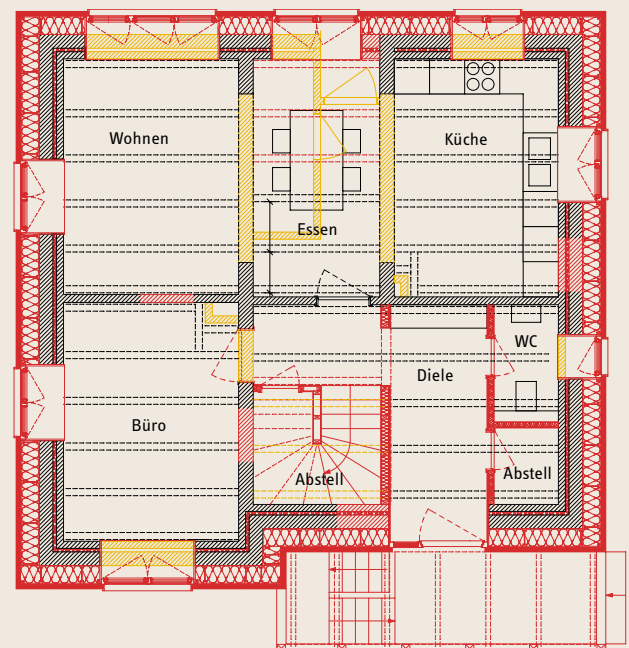 Wohnen
Küche
Essen
WC
Diele
Büro
Abstell
Abstell